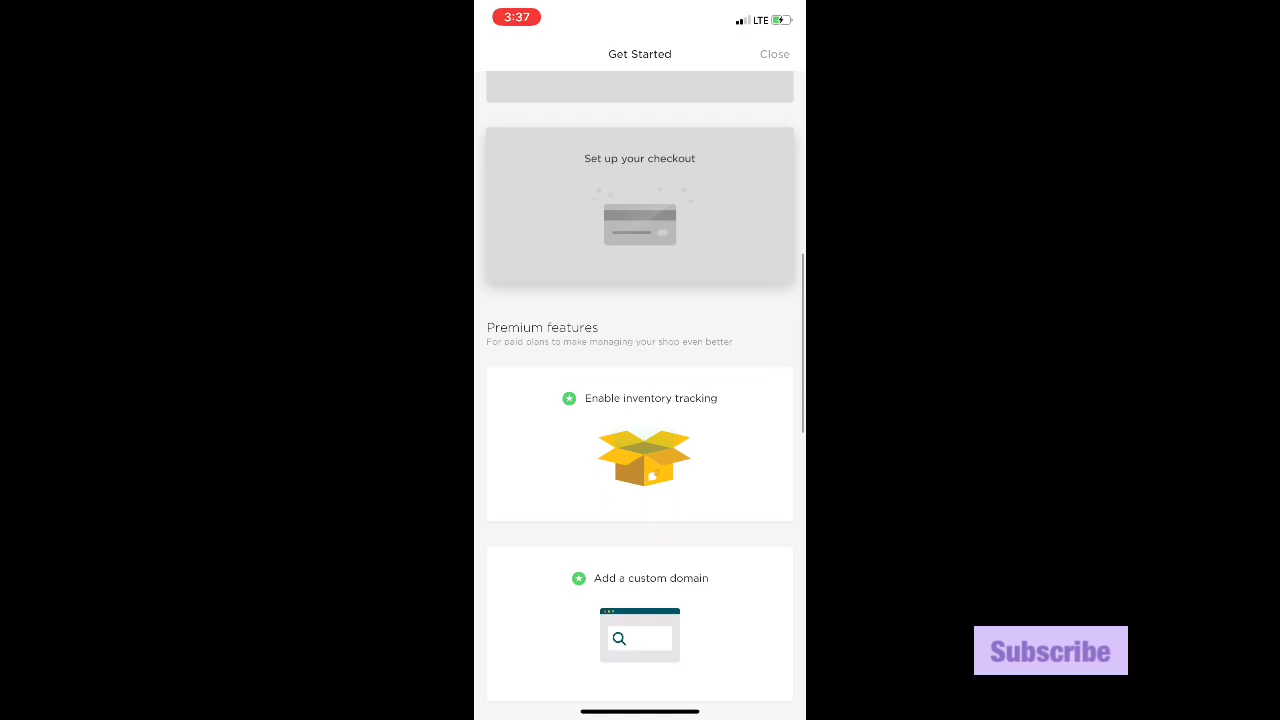 3:37
LTE
Get Started
Close
Set up your checkout
Premium features
For paid plans to make managing your shop even better
Enable inventory tracking
Add a custom domain
Subscribe